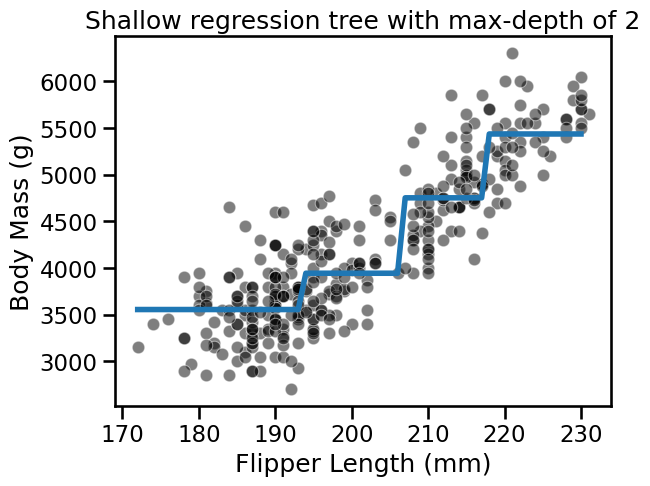 Shallow regression tree with max-depth of 2
Body Mass (g)
6000
5500
5000
4500
4000
3500
3000
170 180 190 200 210 220 230
Flipper Length (mm)